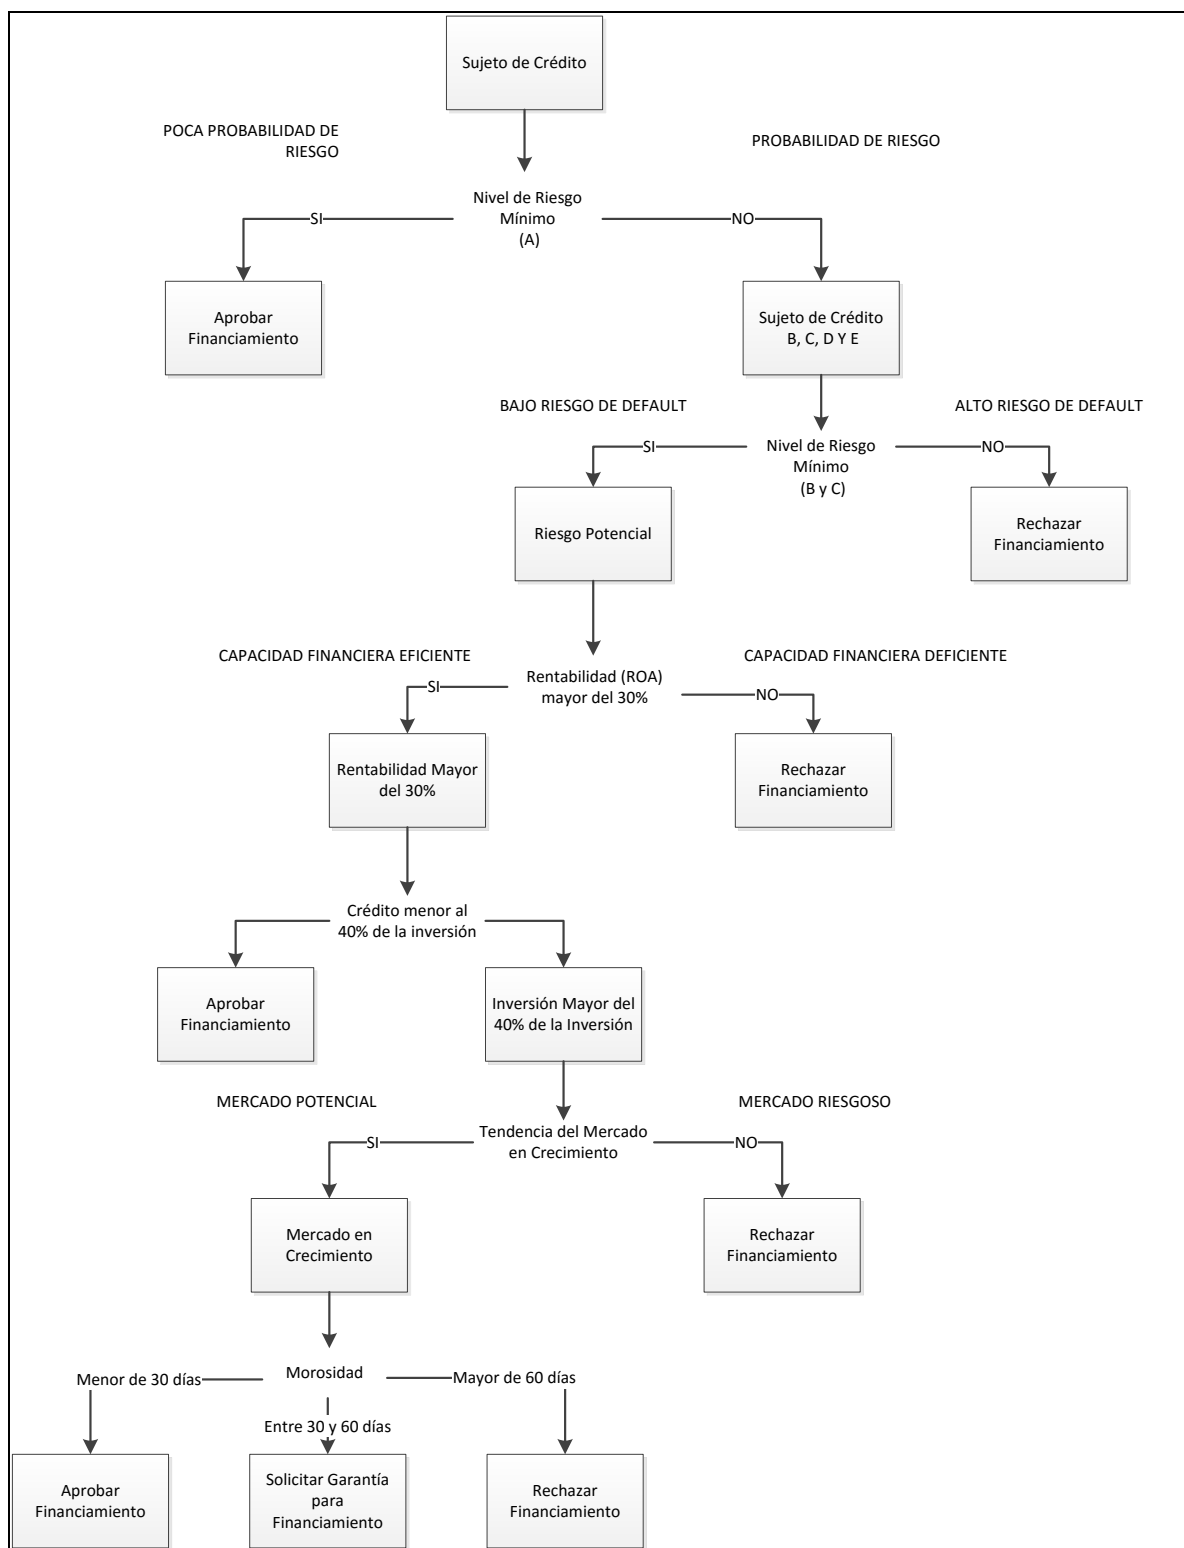 Sujeto de Crédito
POCA PROBABILIDAD DE
RIESGO
PROBABILIDAD DE RIESGO
Nivel de Riesgo
Mínimo
(A)
SI
NO
Aprobar
Financiamiento
Sujeto de Crédito
B, C, D Y E
BAJO RIESGO DE DEFAULT
ALTO RIESGO DE DEFAULT
SI
Nivel de Riesgo
Mínimo
(B y C)
NO
Riesgo Potencial
Rechazar
Financiamiento
CAPACIDAD FINANCIERA EFICIENTE
CAPACIDAD FINANCIERA DEFICIENTE
SI
Rentabilidad (ROA)
mayor del 30%
NO
Rentabilidad Mayor
del 30%
Rechazar
Financiamiento
Crédito menor al
40% de la inversión
Aprobar
Financiamiento
Inversión Mayor del
40% de la Inversión
MERCADO POTENCIAL
MERCADO RIESGOSO
SI
Tendencia del Mercado
en Crecimiento
NO
Mercado en
Crecimiento
Rechazar
Financiamiento
Menor de 30 días
Morosidad
Mayor de 60 días
Entre 30 y 60 días
Aprobar
Financiamiento
Solicitar Garantía
para
Financiamiento
Rechazar
Financiamiento